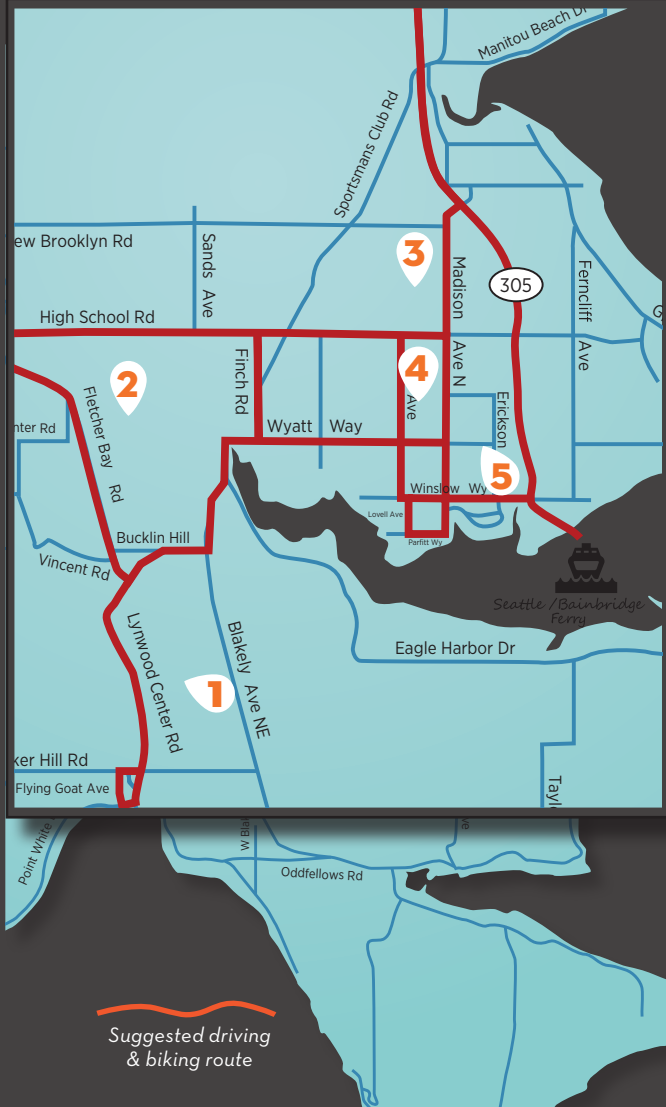 Manitou Beach Dr
Sportsmans Club Rd
ew Brooklyn Rd
Sands Ave
3
Madison Ave N
305
Ferncliff Ave
G
High School Rd
2
Finch Rd
4
Ave
Fletcher Bay Rd
nter Rd
Wyatt Way
Erickson
5
Winslow Wy
Lovell Ave
Parfitt Wy
Bucklin Hill
Vincent Rd
Seattle /Bainbridge
Ferry
Lynwood Center Rd
Blakely Ave NE
Eagle Harbor Dr
1
ker Hill Rd
Flying Goat Ave
Tayl
Point White
W Bla
ve
Oddfellows Rd
Suggested driving
& biking route